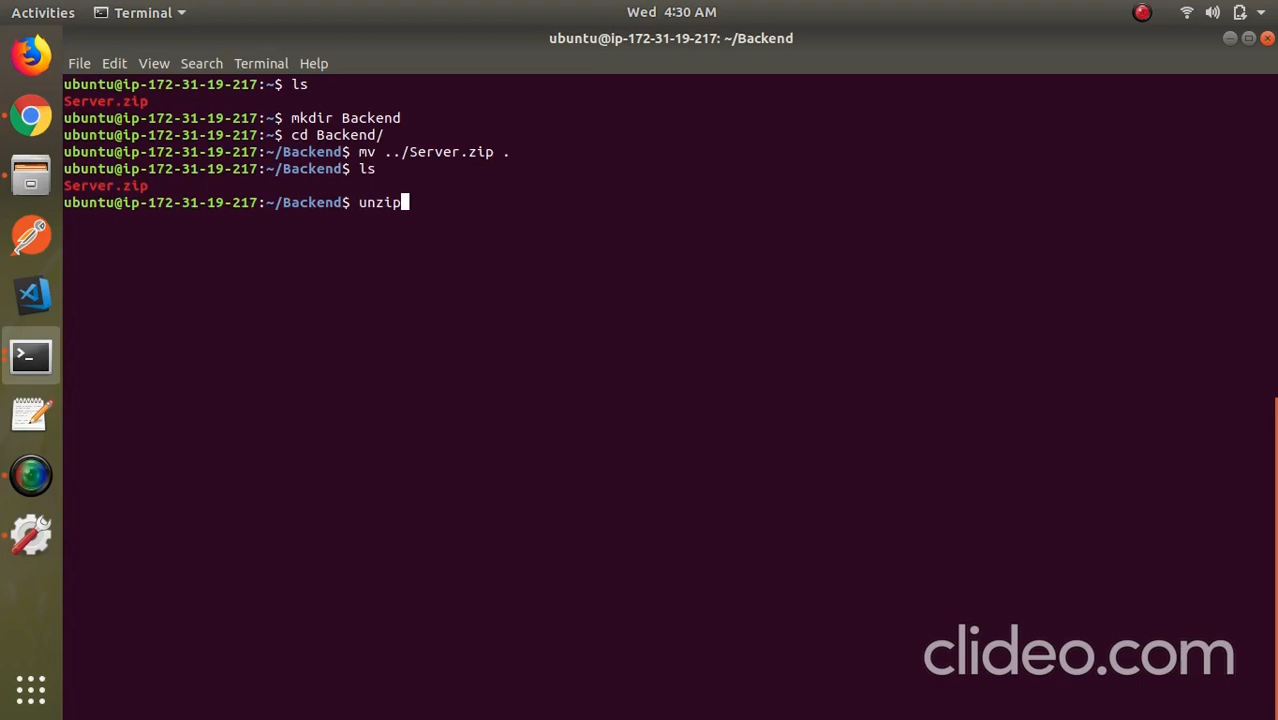 Activities Terminal Wed 4:30 AM
ubuntu@ip-172-31-19-217: ~/Backend
File Edit View Search Terminal Help
ubuntu@ip-172-31-19-217:~$ ls
Server.zip
ubuntu@ip-172-31-19-217:~$ mkdir Backend
ubuntu@ip-172-31-19-217:~$ cd Backend/
ubuntu@ip-172-31-19-217:~/Backend$ mv ../Server.zip .
ubuntu@ip-172-31-19-217:~/Backend$ ls
Server.zip
ubuntu@ip-172-31-19-217:~/Backend$ unzip
clideo.com